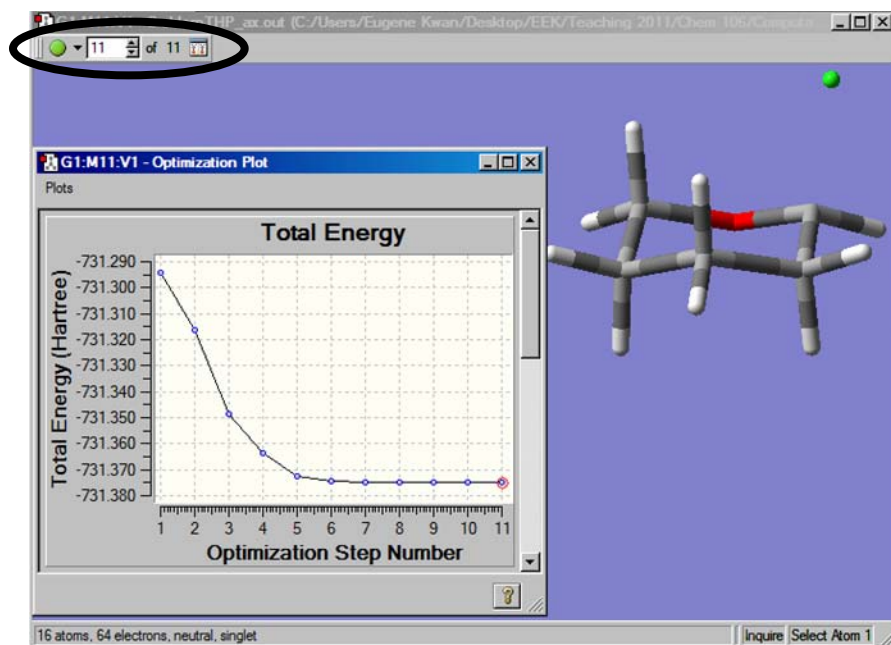 THP_ax.out (C:/Users/Eugene Kwan/Desktop/EEK/Teaching 2011/Chem 106/Computa
11 of 11
G1:M11:V1 - Optimization Plot
Plots
Total Energy
Total Energy (Hartree)
-731.290
-731.300
-731.310
-731.320
-731.330
-731.340
-731.350
-731.360
-731.370
-731.380
1 2 3 4 5 6 7 8 9 10 11
Optimization Step Number
?
16 atoms, 64 electrons, neutral, singlet
Inquire Select Atom 1